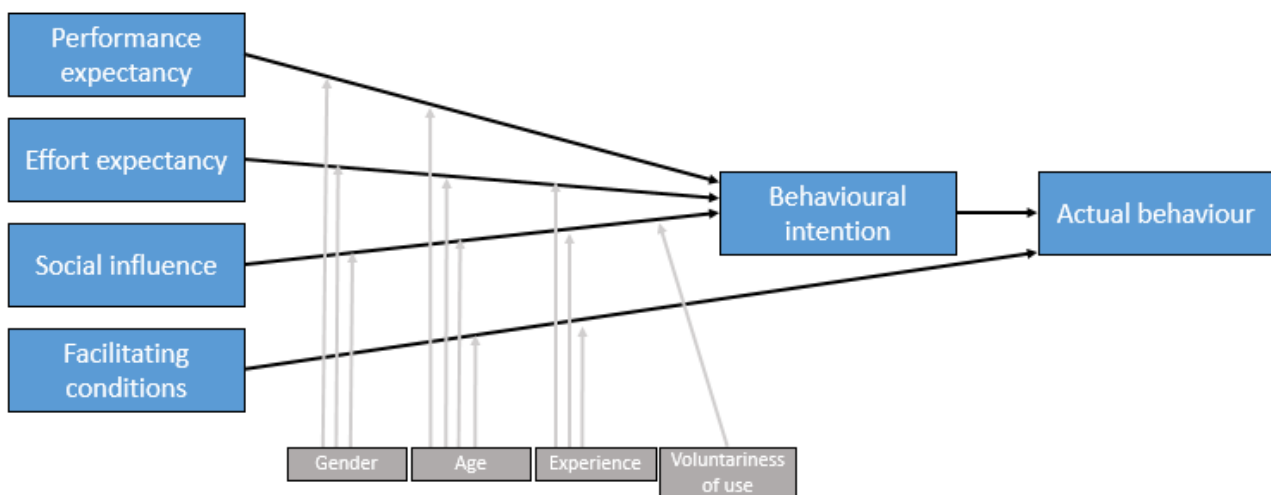 Performance
expectancy
Effort expectancy
Social influence
Facilitating
conditions
Behavioural
intention
Actual behaviour
Gender
Age
Experience
Voluntariness
of use